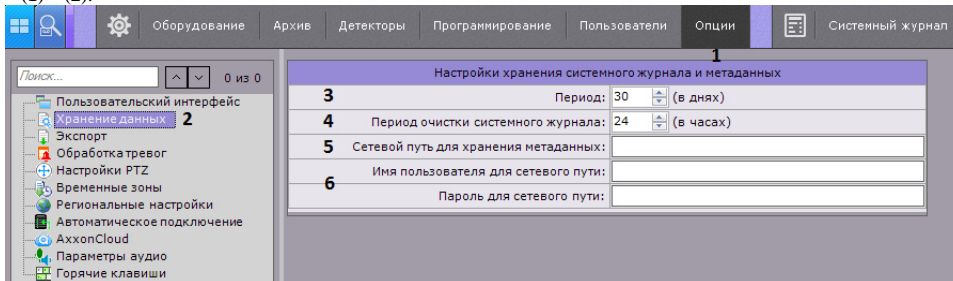 (1) (2).
Оборудование Архив Детекторы Программирование Пользователи Опции Системный журнал
1
Поиск... 0 из 0
Пользовательский интерфейс
Хранение данных 2
Экспорт
Обработка тревог
Настройки PTZ
Временные зоны
Региональные настройки
Автоматическое подключение
AxxonCloud
Параметры аудио
Горячие клавиши
Настройки хранения системного журнала и метаданных
3 Период: 30 (в днях)
4 Период очистки системного журнала: 24 (в часах)
5 Сетевой путь для хранения метаданных:
6
Имя пользователя для сетевого пути:
Пароль для сетевого пути: